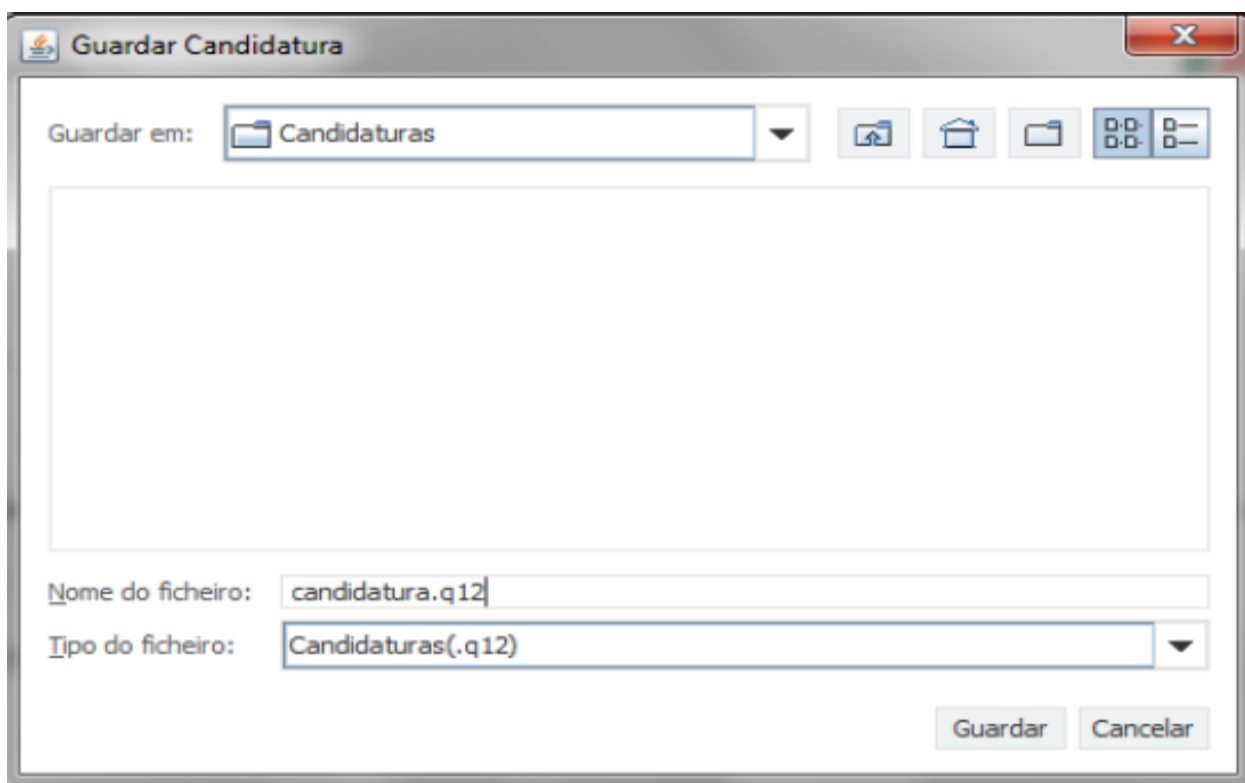 Guardar Candidatura
Guardar em: Candidaturas
Nome do ficheiro: candidatura.q12
Tipo do ficheiro: Candidaturas(.q12)
Guardar Cancelar